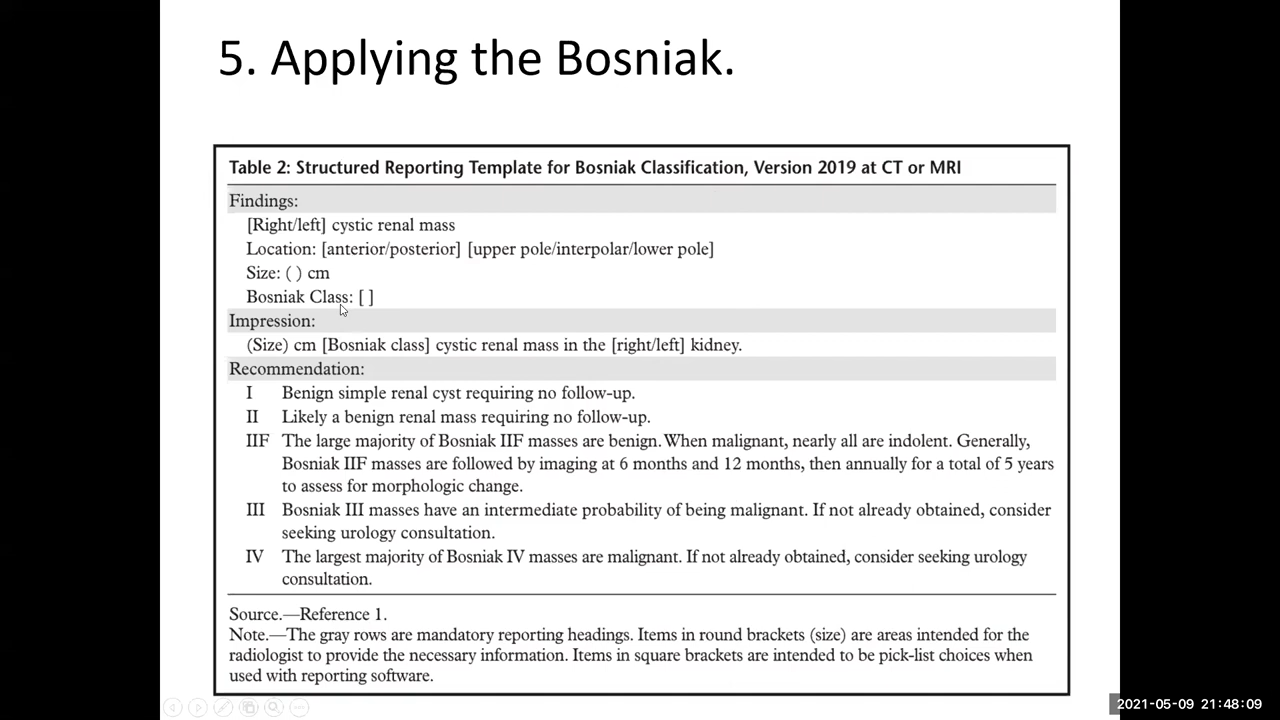 5. Applying the Bosniak.
Table 2: Structured Reporting Template for Bosniak Classification, Version 2019 at CT or MRI
Findings:
[Right/left] cystic renal mass
Location: [anterior/posterior] [upper pole/interpolar/lower pole]
Size: ( ) cm
Bosniak Class: [ ]
Impression:
(Size) cm [Bosniak class] cystic renal mass in the [right/left] kidney.
Recommendation:
I Benign simple renal cyst requiring no follow-up.
II Likely a benign renal mass requiring no follow-up.
IIF The large majority of Bosniak IIF masses are benign. When malignant, nearly all are indolent. Generally,
Bosniak IIF masses are followed by imaging at 6 months and 12 months, then annually for a total of 5 years
to assess for morphologic change.
III Bosniak III masses have an intermediate probability of being malignant. If not already obtained, consider
seeking urology consultation.
IV The largest majority of Bosniak IV masses are malignant. If not already obtained, consider seeking urology
consultation.
Source.—Reference 1.
Note.—The gray rows are mandatory reporting headings. Items in round brackets (size) are areas intended for the
radiologist to provide the necessary information. Items in square brackets are intended to be pick-list choices when
used with reporting software.
2021-05-09 21:48:09